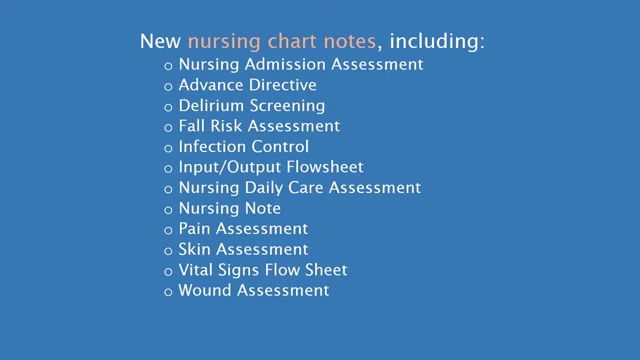 New nursing chart notes, including:
o Nursing Admission Assessment
o Advance Directive
o Delirium Screening
o Fall Risk Assessment
o Infection Control
o Input/Output Flowsheet
o Nursing Daily Care Assessment
o Nursing Note
o Pain Assessment
o Skin Assessment
o Vital Signs Flow Sheet
o Wound Assessment